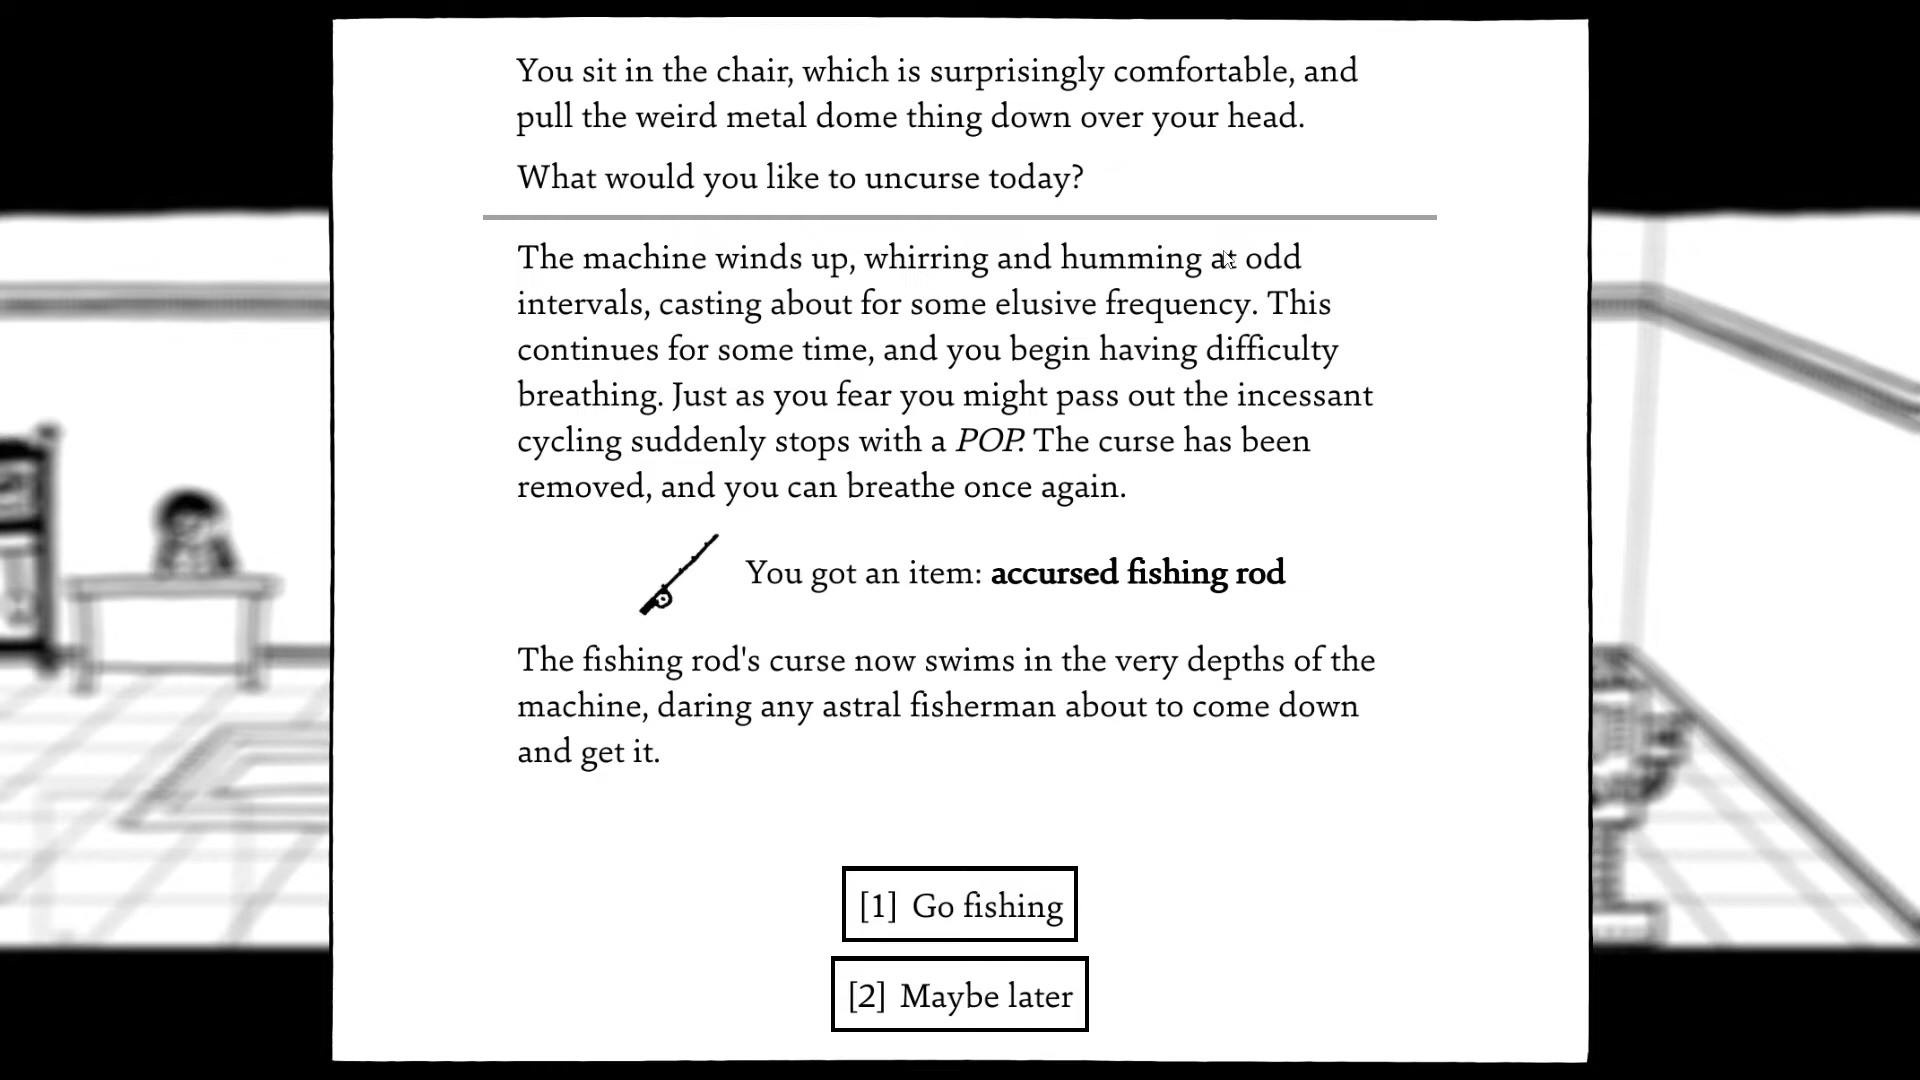 You sit in the chair, which is surprisingly comfortable, and
pull the weird metal dome thing down over your head.
What would you like to uncurse today?
The machine winds up, whirring and humming at odd
intervals, casting about for some elusive frequency. This
continues for some time, and you begin having difficulty
breathing. Just as you fear you might pass out the incessant
cycling suddenly stops with a POP. The curse has been
removed, and you can breathe once again.
You got an item: accursed fishing rod
The fishing rod's curse now swims in the very depths of the
machine, daring any astral fisherman about to come down
and get it.
[1] Go fishing
[2] Maybe later